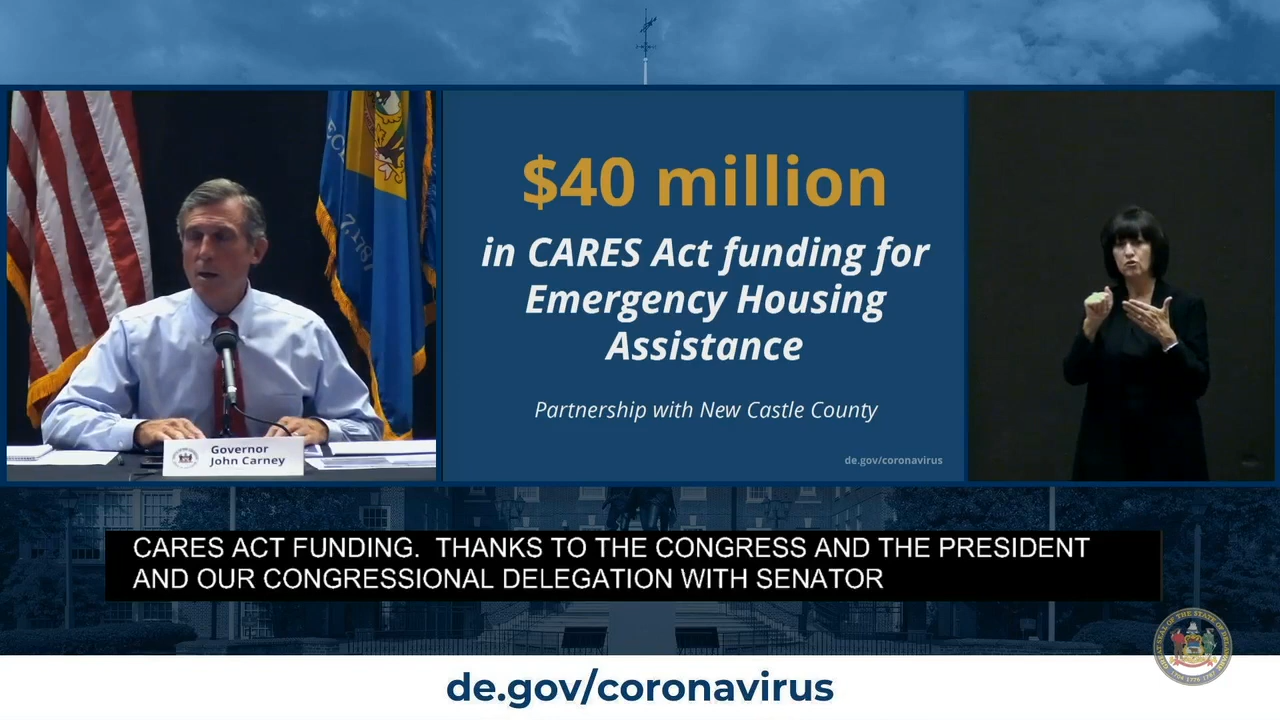 $40 million
in CARES Act funding for
Emergency Housing
Assistance
Partnership with New Castle County
de.gov/coronavirus
Governor
John Carney
CARES ACT FUNDING.  THANKS TO THE CONGRESS AND THE PRESIDENT
AND OUR CONGRESSIONAL DELEGATION WITH SENATOR
de.gov/coronavirus